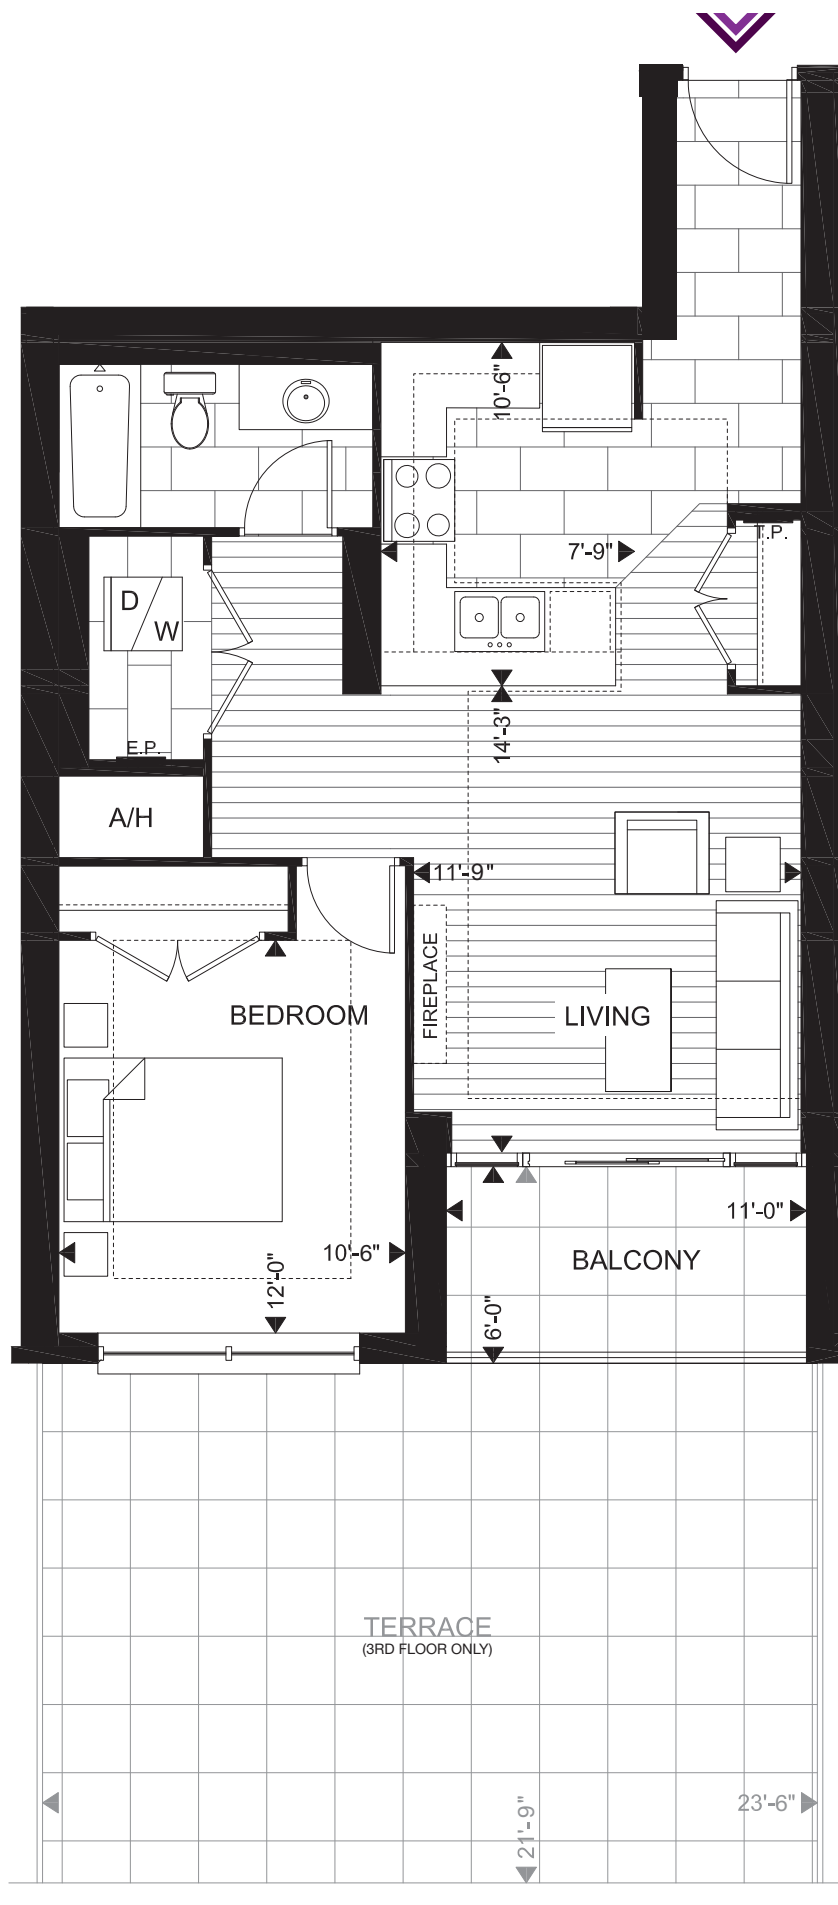 10'-6"
7'-9"
T.P.
D
W
14'-3"
E.P.
A/H
11'-9"
FIREPLACE
BEDROOM
LIVING
11'-0"
10'-6"
BALCONY
12'-0"
6'-0"
TERRACE
(3RD FLOOR ONLY)
23'-6"
21'-9"